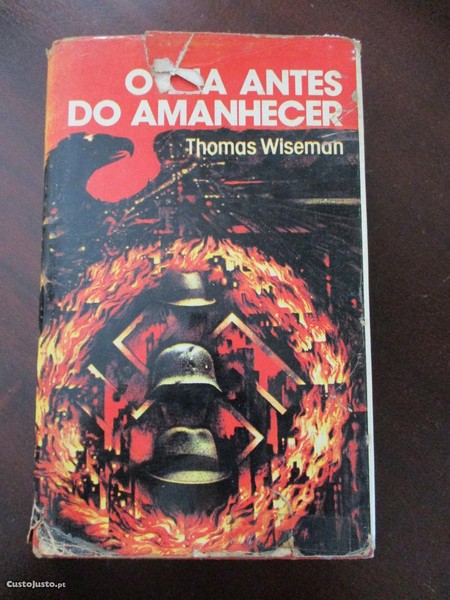 O ANTES
DO AMANHECER
Thomas Wiseman
CustoJusto.pt